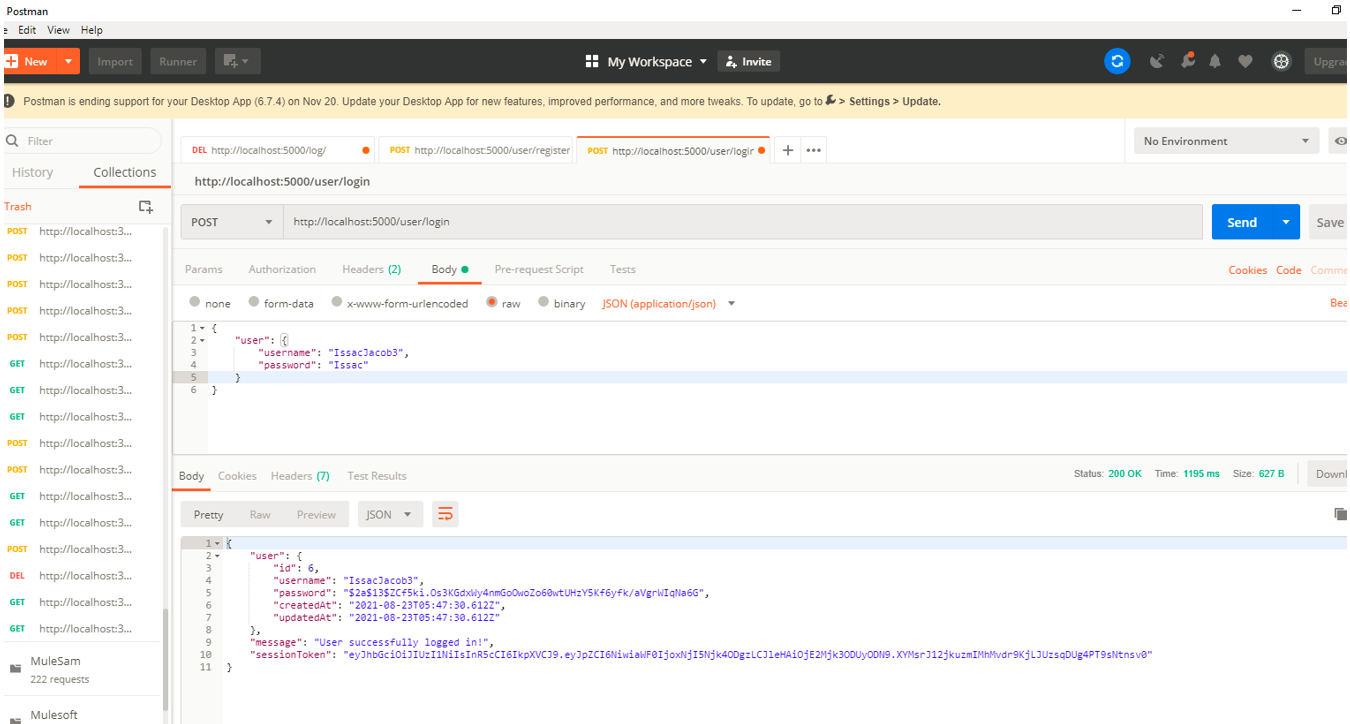 Postman
Edit View Help
New Import Runner My Workspace Invite
Postman is ending support for your Desktop App (6.7.4) on Nov 20. Update your Desktop App for new features, improved performance, and more tweaks. To update, go to > Settings > Update.
Filter
History Collections
Trash
POST http://localhost:3...
POST http://localhost:3...
POST http://localhost:3...
POST http://localhost:3...
POST http://localhost:3...
GET http://localhost:3...
GET http://localhost:3...
GET http://localhost:3...
POST http://localhost:3...
POST http://localhost:3...
GET http://localhost:3...
GET http://localhost:3...
POST http://localhost:3...
DEL http://localhost:3...
GET http://localhost:3...
GET http://localhost:3...
MuleSam
222 requests
Mulesoft
DEL http://localhost:5000/log/ POST http://localhost:5000/user/register POST http://localhost:5000/user/login
No Environment
http://localhost:5000/user/login
POST http://localhost:5000/user/login Send Save
Params Authorization Headers (2) Body Pre-request Script Tests Cookies Code
none form-data x-www-form-urlencoded raw binary JSON (application/json)
1 {
2 "user": {
3 "username": "IssacJacob3",
4 "password": "Issac"
5 }
6 }
Body Cookies Headers (7) Test Results Status: 200 OK Time: 1195 ms Size: 627 B
Pretty Raw Preview JSON
1 {
2 "user": {
3 "id": 6,
4 "username": "IssacJacob3",
5 "password": "$2a$13$ZCf5ki.Os3KGdxWy4nmGoOwoZo60wtUHzY5Kf6yfk/aVgrWIqNa6G",
6 "createdAt": "2021-08-23T05:47:30.612Z",
7 "updatedAt": "2021-08-23T05:47:30.612Z"
8 },
9 "message": "User successfully logged in!",
10 "sessionToken": "eyJhbGciOiJIUzI1NiIsInR5cCI6IkpXVCJ9.eyJpZCI6NiwiaWF0IjoxNjI5Njk4ODgzLCJleHAiOjE2Mjk3ODUyODN9.XYMsrJ12jkuzmIMhMvdr9KjLJUzsqDUg4PT9sNtnsv0"
11 }